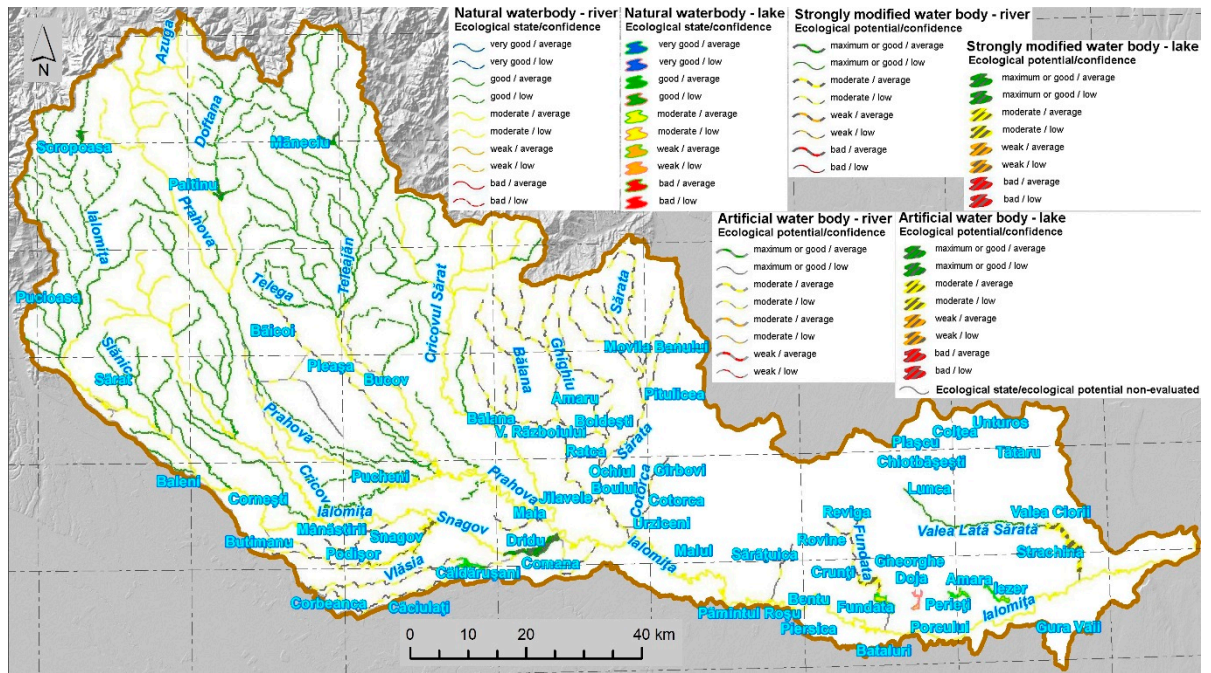 Natural waterbody - river
Ecological state/confidence
very good / average
very good / low
good / average
good / low
moderate / average
moderate / low
weak / average
weak / low
bad / average
bad / low
Natural waterbody - lake
Ecological state/confidence
very good / average
very good / low
good / average
good / low
moderate / average
moderate / low
weak / average
weak / low
bad / average
bad / low
Strongly modified water body - river
Ecological potential/confidence
maximum or good / average
maximum or good / low
moderate / average
moderate / low
weak / average
weak / low
bad / average
bad / low
Strongly modified water body - lake
Ecological potential/confidence
maximum or good / average
maximum or good / low
moderate / average
moderate / low
weak / average
weak / low
bad / average
bad / low
Artificial water body - river
Ecological potential/confidence
maximum or good / average
maximum or good / low
moderate / average
moderate / low
moderate / average
moderate / low
weak / average
weak / low
Artificial water body - lake
Ecological potential/confidence
maximum or good / average
maximum or good / low
moderate / average
moderate / low
weak / average
weak / low
bad / average
bad / low
Ecological state/ecological potential non-evaluated
N
Azuga
Doftana
Scropoasa
Măneciu
Paltinu
Ialomița
Prahova
Teleajăn
Telega
Cricovul Sărat
Sărata
Pucioasa
Băicoi
Slănic
Sărat
Pleașa
Bucov
Movila Banului
Bălana
Ghighiu
Amaru
Pitulicea
Prahova
Bălana
V. Războiului
Boldești
Ratca
Sărata
Unturos
Colțea
Plașcu
Tătaru
Chiotbășești
Baleni
Pucheni
Prahova
Ochiul
Boului
Gîrbovi
Cotorca
Cotorca
Lunca
Cornești
Cricov
Ialomița
Jilavele
Maia
Urziceni
Reviga
Valea Ciorii
Mănăstirii
Snagov
Snagov
Butimanu
Podișor
Vlăsia
Dridu
Comana
Ialomița
Malul
Sărățuica
Rovine
Fundata
Valea Lată Sărată
Strachina
Căldărușani
Crunți
Gheorghe
Doja
Amara
Iezer
Corbeanca
Căciulați
Bentu
Fundata
Perieți
Ialomița
Pămîntul Roșu
Piersica
Porcului
Gura Văii
Bataluri
0 20 40 km